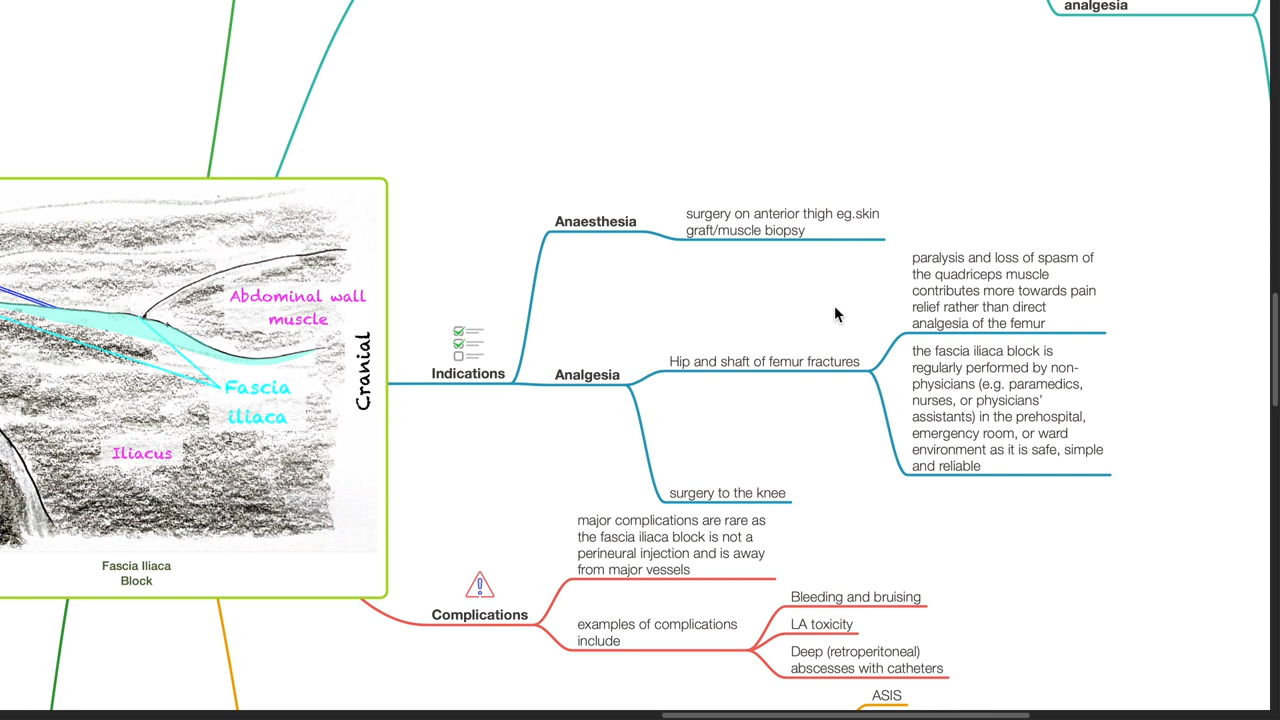 analgesia
Abdominal wall
muscle
Cranial
Fascia
iliaca
Iliacus
Fascia Iliaca
Block
Indications
Anaesthesia
surgery on anterior thigh eg.skin
graft/muscle biopsy
Analgesia
Hip and shaft of femur fractures
paralysis and loss of spasm of
the quadriceps muscle
contributes more towards pain
relief rather than direct
analgesia of the femur
the fascia iliaca block is
regularly performed by non-
physicians (e.g. paramedics,
nurses, or physicians'
assistants) in the prehospital,
emergency room, or ward
environment as it is safe, simple
and reliable
surgery to the knee
Complications
major complications are rare as
the fascia iliaca block is not a
perineural injection and is away
from major vessels
examples of complications
include
Bleeding and bruising
LA toxicity
Deep (retroperitoneal)
abscesses with catheters
ASIS